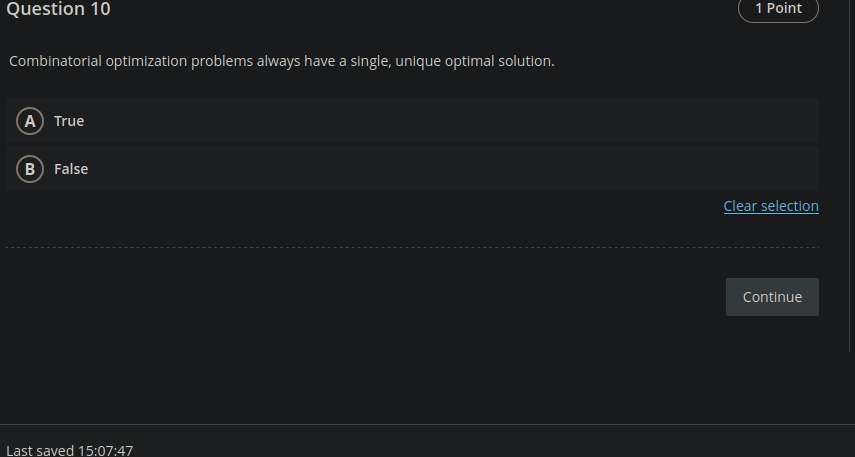 Question 10
1 Point
Combinatorial optimization problems always have a single, unique optimal solution.
A True
B False
Clear selection
Continue
Last saved 15:07:47